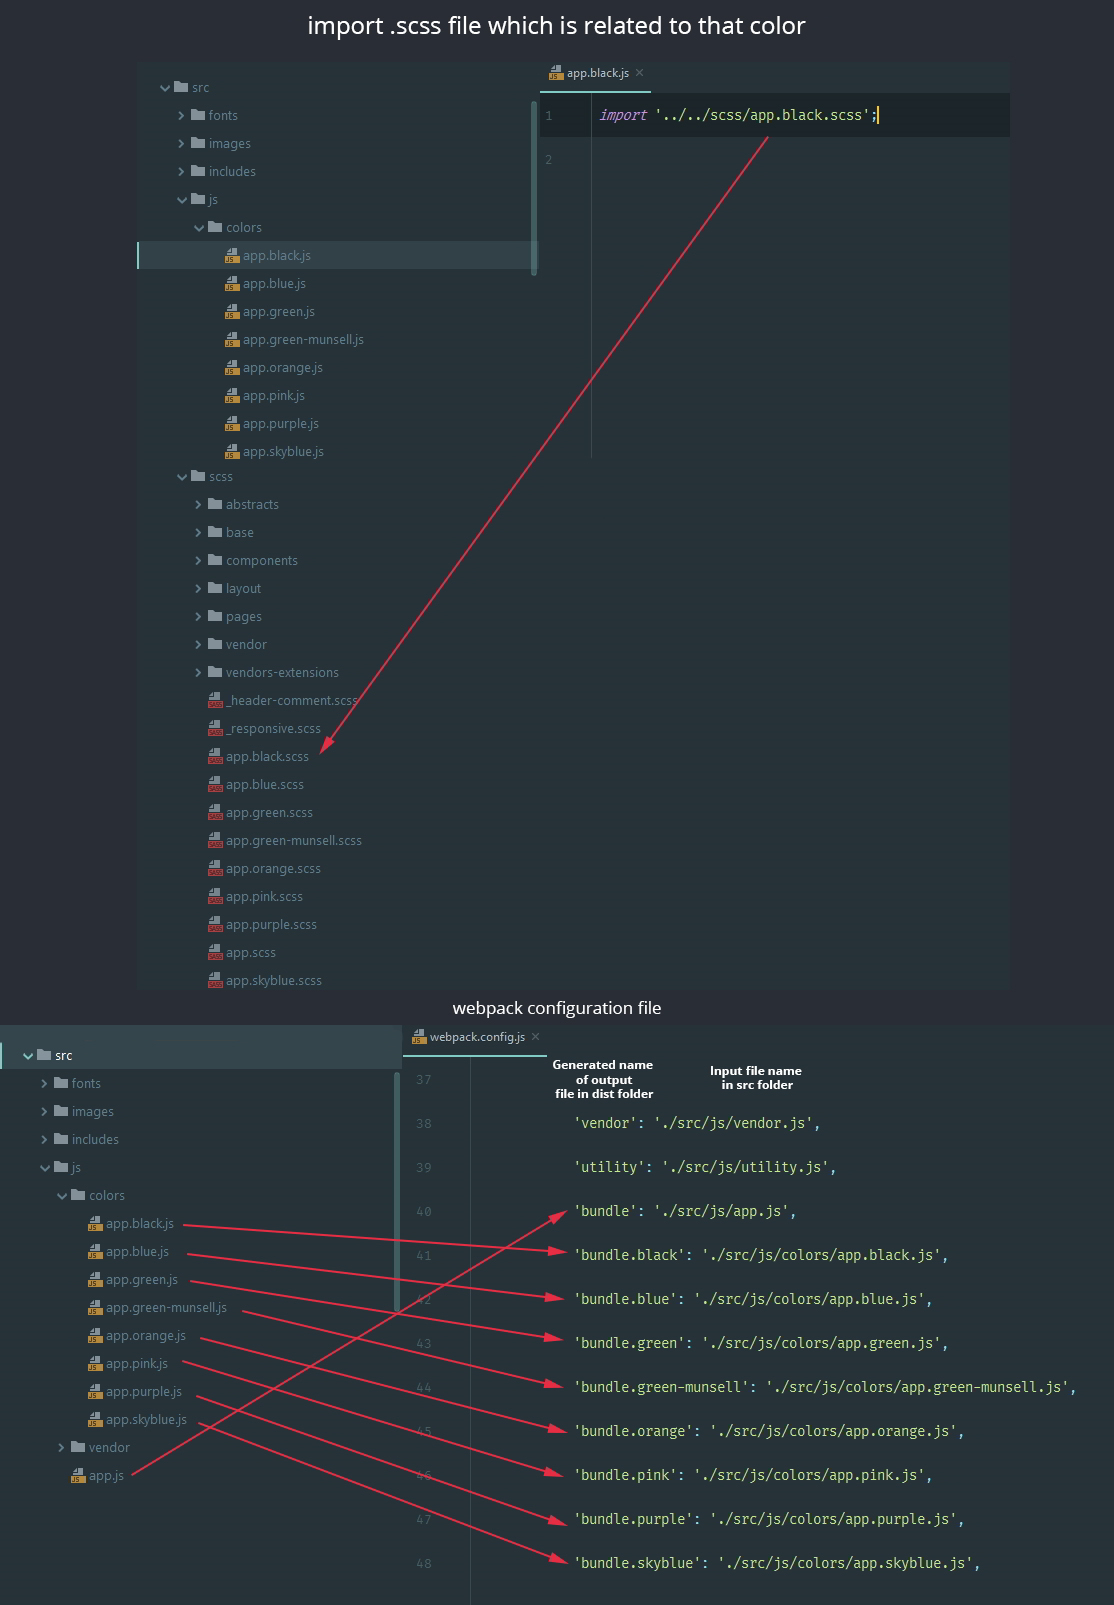 import .scss file which is related to that color
src
fonts
images
includes
js
colors
app.black.js
app.blue.js
app.green.js
app.green-munsell.js
app.orange.js
app.pink.js
app.purple.js
app.skyblue.js
scss
abstracts
base
components
layout
pages
vendor
vendors-extensions
_header-comment.scss
_responsive.scss
app.black.scss
app.blue.scss
app.green.scss
app.green-munsell.scss
app.orange.scss
app.pink.scss
app.purple.scss
app.scss
app.skyblue.scss
app.black.js ×
1 import '../../scss/app.black.scss';
2
webpack configuration file
src
fonts
images
includes
js
colors
app.black.js
app.blue.js
app.green.js
app.green-munsell.js
app.orange.js
app.pink.js
app.purple.js
app.skyblue.js
vendor
app.js
webpack.config.js ×
Generated name
of output
file in dist folder
Input file name
in src folder
37
38 'vendor': './src/js/vendor.js',
39 'utility': './src/js/utility.js',
40 'bundle': './src/js/app.js',
41 'bundle.black': './src/js/colors/app.black.js',
42 'bundle.blue': './src/js/colors/app.blue.js',
43 'bundle.green': './src/js/colors/app.green.js',
44 'bundle.green-munsell': './src/js/colors/app.green-munsell.js',
45 'bundle.orange': './src/js/colors/app.orange.js',
46 'bundle.pink': './src/js/colors/app.pink.js',
47 'bundle.purple': './src/js/colors/app.purple.js',
48 'bundle.skyblue': './src/js/colors/app.skyblue.js',